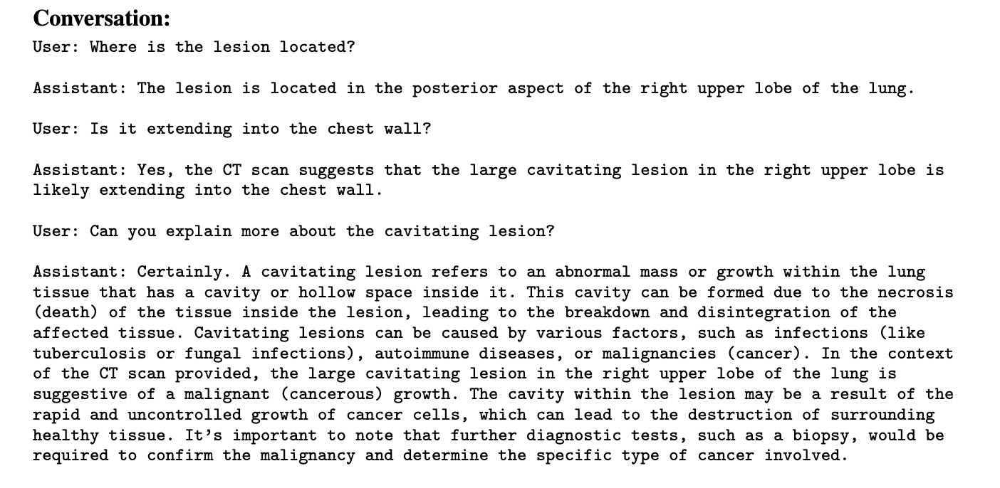 Conversation:
User: Where is the lesion located?
Assistant: The lesion is located in the posterior aspect of the right upper lobe of the lung.
User: Is it extending into the chest wall?
Assistant: Yes, the CT scan suggests that the large cavitating lesion in the right upper lobe is
likely extending into the chest wall.
User: Can you explain more about the cavitating lesion?
Assistant: Certainly. A cavitating lesion refers to an abnormal mass or growth within the lung
tissue that has a cavity or hollow space inside it. This cavity can be formed due to the necrosis
(death) of the tissue inside the lesion, leading to the breakdown and disintegration of the
affected tissue. Cavitating lesions can be caused by various factors, such as infections (like
tuberculosis or fungal infections), autoimmune diseases, or malignancies (cancer). In the context
of the CT scan provided, the large cavitating lesion in the right upper lobe of the lung is
suggestive of a malignant (cancerous) growth. The cavity within the lesion may be a result of the
rapid and uncontrolled growth of cancer cells, which can lead to the destruction of surrounding
healthy tissue. It's important to note that further diagnostic tests, such as a biopsy, would be
required to confirm the malignancy and determine the specific type of cancer involved.